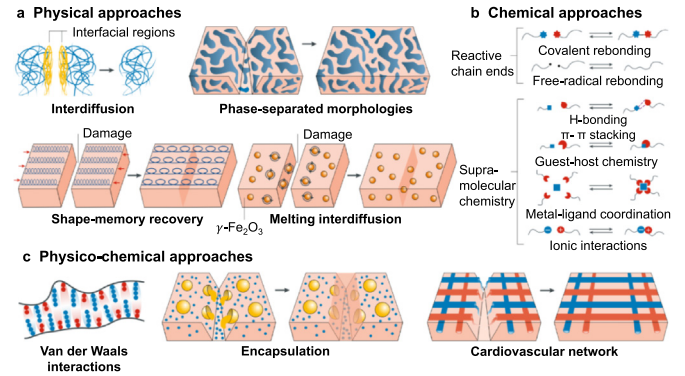 a Physical approaches
Interfacial regions
Interdiffusion
Phase-separated morphologies
Damage
Damage
Shape-memory recovery
γ-Fe2O3
Melting interdiffusion
b Chemical approaches
Reactive
chain ends
Covalent rebonding
Free-radical rebonding
Supra-
molecular
chemistry
H-bonding
π- π stacking
Guest-host chemistry
Metal-ligand coordination
Ionic interactions
c Physico-chemical approaches
Van der Waals
interactions
Encapsulation
Cardiovascular network